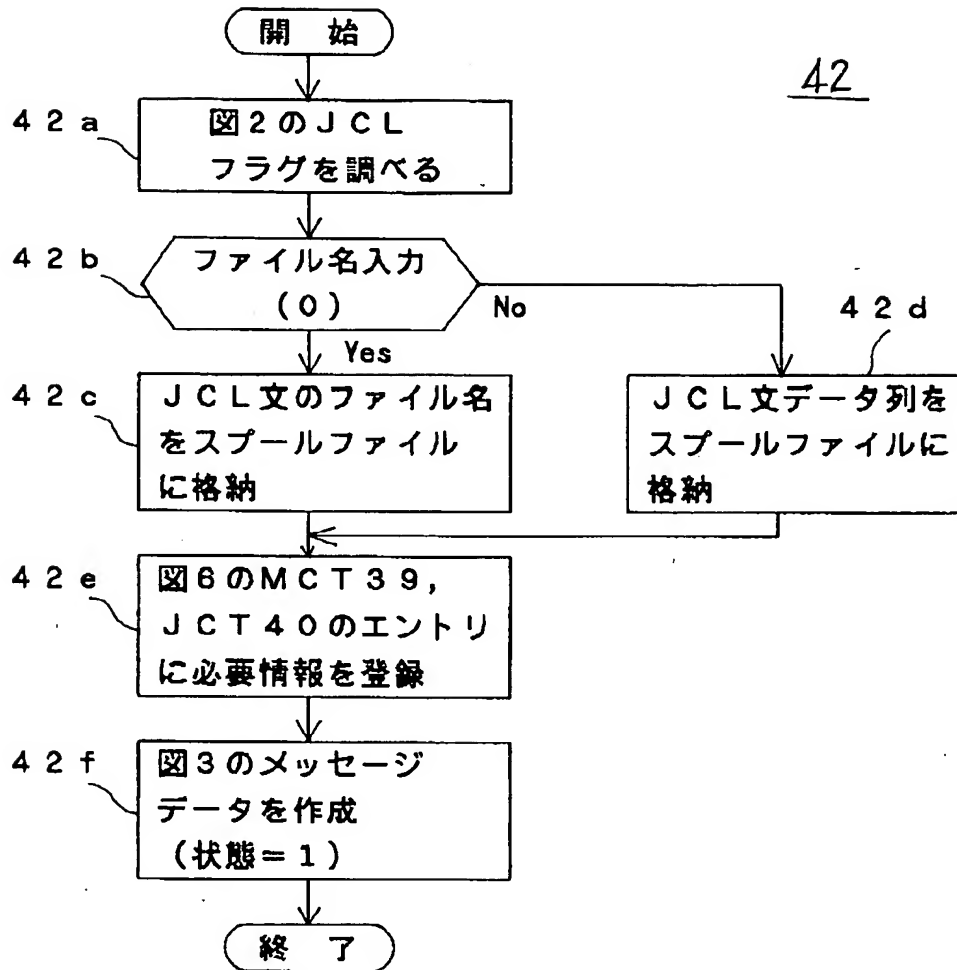 開 始
42
42a
図2のJCL
フラグを調べる
42b
ファイル名入力
(0)
No
Yes
42d
42c
JCL文のファイル名
をスプールファイル
に格納
JCL文データ列を
スプールファイルに
格納
42e
図6のMCT39,
JCT40のエントリ
に必要情報を登録
42f
図3のメッセージ
データを作成
(状態=1)
終 了